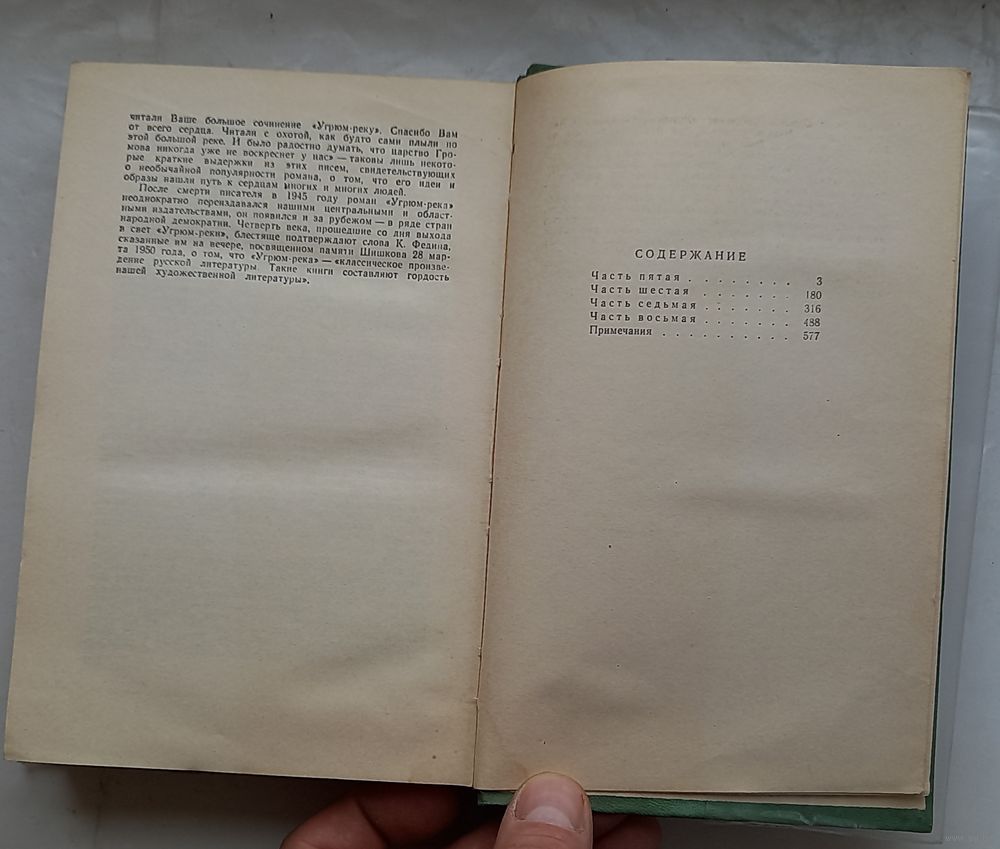 читали Ваше большое сочинение «Угрюм-реку». Спасибо Вам
от всего сердца. Читали с охотой, как будто сами плыли по
этой большой реке. И было радостно думать, что царство Гро-
мова никогда уже не воскреснет у нас» — таковы лишь некото-
рые краткие выдержки из этих писем, свидетельствующих
о необычайной популярности романа, о том, что его идеи и
образы нашли путь к сердцам многих и многих людей.
После смерти писателя в 1945 году роман «Угрюм-река»
неоднократно переиздавался нашими центральными и област-
ными издательствами, он появился и за рубежом — в ряде стран
народной демократии. Четверть века, прошедшие со дня выхода
в свет «Угрюм-реки», блестяще подтверждают слова К. Федина,
сказанные им на вечере, посвященном памяти Шишкова 28 мар-
та 1950 года, о том, что «Угрюм-река» — «классическое произве-
дение русской литературы. Такие книги составляют гордость
нашей художественной литературы».
СОДЕРЖАНИЕ
Часть пятая . . . . . . . . 3
Часть шестая . . . . . . . 180
Часть седьмая . . . . . . . 316
Часть восьмая . . . . . . . 488
Примечания . . . . . . . . . . 577